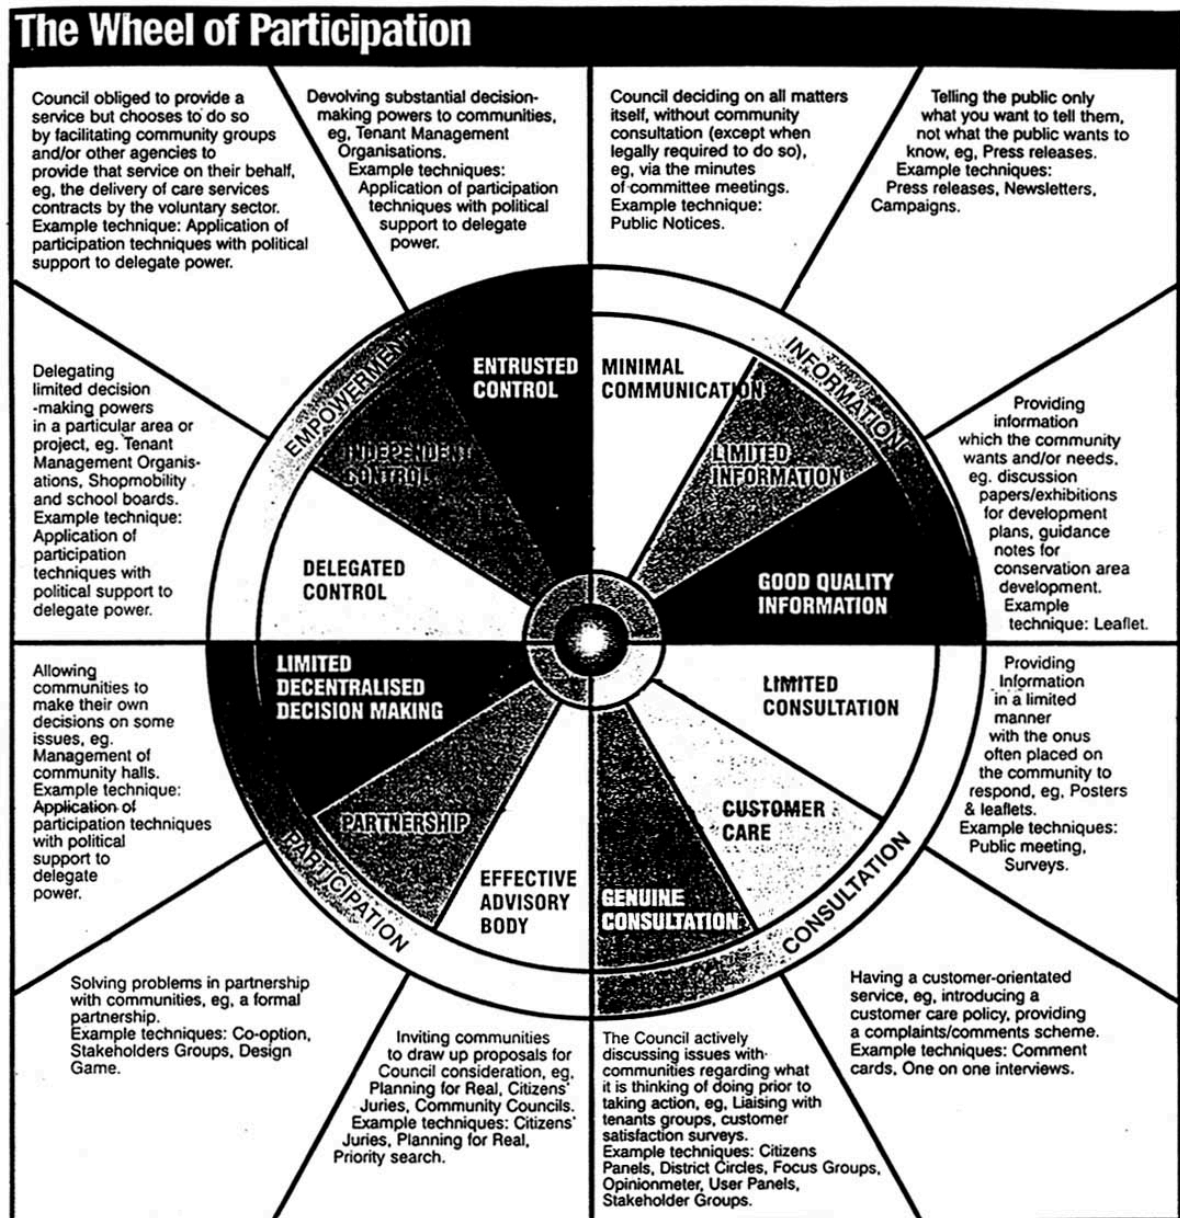 The Wheel of Participation
Council obliged to provide a
service but chooses to do so
by facilitating community groups
and/or other agencies to
provide that service on their behalf,
eg, the delivery of care services
contracts by the voluntary sector.
Example technique: Application of
participation techniques with political
support to delegate power.
Devolving substantial decision-
making powers to communities,
eg, Tenant Management
Organisations.
Example techniques:
Application of participation
techniques with political
support to delegate
power.
Council deciding on all matters
itself, without community
consultation (except when
legally required to do so),
eg, via the minutes
of committee meetings.
Example technique:
Public Notices.
Telling the public only
what you want to tell them,
not what the public wants to
know, eg, Press releases.
Example techniques:
Press releases, Newsletters,
Campaigns.
Delegating
limited decision
-making powers
in a particular area or
project, eg. Tenant
Management Organis-
ations, Shopmobility
and school boards.
Example technique:
Application of
participation
techniques with
political support to
delegate power.
EMPOWERMENT
ENTRUSTED
CONTROL
INDEPENDENT
CONTROL
DELEGATED
CONTROL
MINIMAL
COMMUNICATION
INFORMATION
LIMITED
INFORMATION
GOOD QUALITY
INFORMATION
Providing
information
which the community
wants and/or needs,
eg. discussion
papers/exhibitions
for development
plans, guidance
notes for
conservation area
development.
Example
technique: Leaflet.
Allowing
communities to
make their own
decisions on some
issues, eg.
Management of
community halls.
Example technique:
Application of
participation techniques
with political
support to
delegate
power.
LIMITED
DECENTRALISED
DECISION MAKING
PARTNERSHIP
PARTICIPATION
EFFECTIVE
ADVISORY
BODY
LIMITED
CONSULTATION
CUSTOMER
CARE
GENUINE
CONSULTATION
CONSULTATION
Providing
Information
in a limited
manner
with the onus
often placed on
the community to
respond, eg, Posters
& leaflets.
Example techniques:
Public meeting,
Surveys.
Solving problems in partnership
with communities, eg, a formal
partnership.
Example techniques: Co-option,
Stakeholders Groups, Design
Game.
Inviting communities
to draw up proposals for
Council consideration, eg,
Planning for Real, Citizens'
Juries, Community Councils.
Example techniques: Citizens'
Juries, Planning for Real,
Priority search.
The Council actively
discussing issues with
communities regarding what
it is thinking of doing prior to
taking action, eg, Liaising with
tenants groups, customer
satisfaction surveys.
Example techniques: Citizens
Panels, District Circles, Focus Groups,
Opinionmeter, User Panels,
Stakeholder Groups.
Having a customer-orientated
service, eg, introducing a
customer care policy, providing
a complaints/comments scheme.
Example techniques: Comment
cards, One on one interviews.